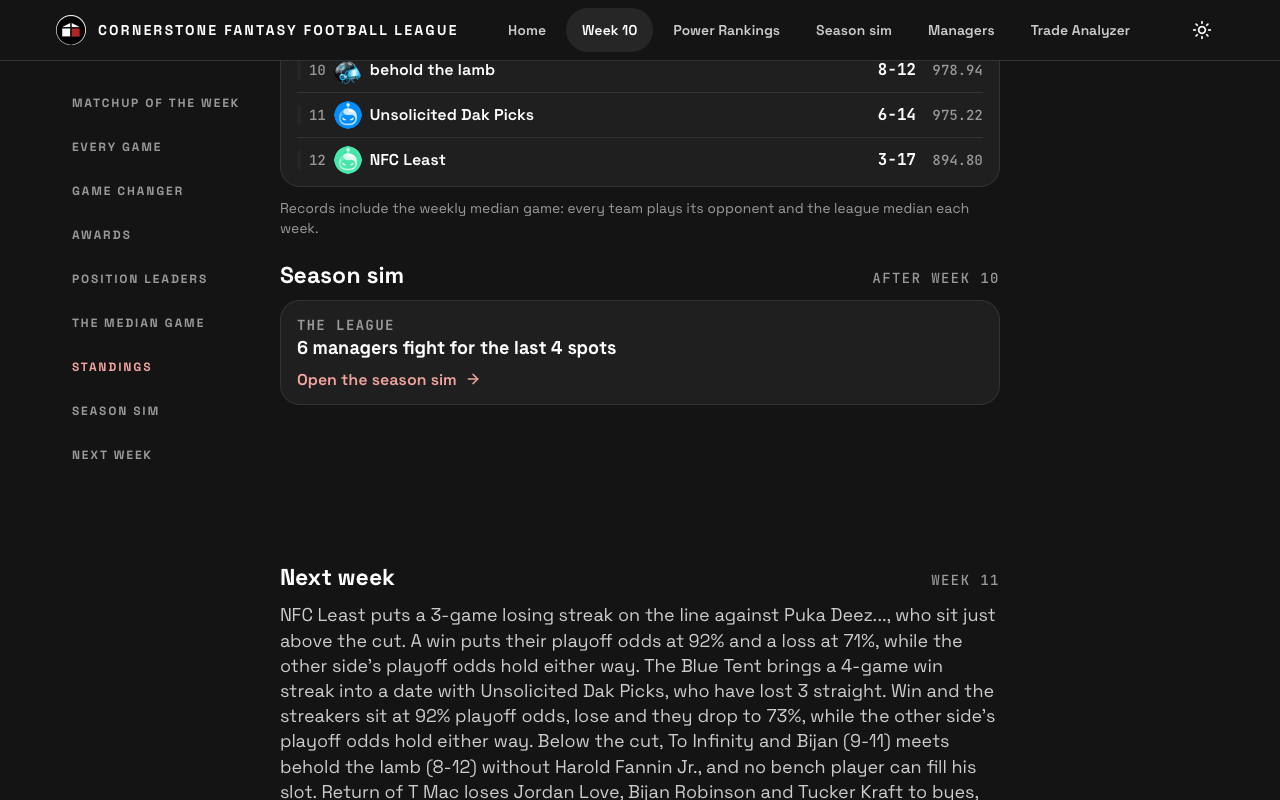 CORNERSTONE FANTASY FOOTBALL LEAGUE
Home
Week 10
Power Rankings
Season sim
Managers
Trade Analyzer
MATCHUP OF THE WEEK
EVERY GAME
GAME CHANGER
AWARDS
POSITION LEADERS
THE MEDIAN GAME
STANDINGS
SEASON SIM
NEXT WEEK
10 behold the lamb 8-12 978.94
11 Unsolicited Dak Picks 6-14 975.22
12 NFC Least 3-17 894.80
Records include the weekly median game: every team plays its opponent and the league median each
week.
Season sim
AFTER WEEK 10
THE LEAGUE
6 managers fight for the last 4 spots
Open the season sim →
Next week
WEEK 11
NFC Least puts a 3-game losing streak on the line against Puka Deez..., who sit just
above the cut. A win puts their playoff odds at 92% and a loss at 71%, while the
other side's playoff odds hold either way. The Blue Tent brings a 4-game win
streak into a date with Unsolicited Dak Picks, who have lost 3 straight. Win and the
streakers sit at 92% playoff odds, lose and they drop to 73%, while the other side's
playoff odds hold either way. Below the cut, To Infinity and Bijan (9-11) meets
behold the lamb (8-12) without Harold Fannin Jr., and no bench player can fill his
slot. Return of T Mac loses Jordan Love, Bijan Robinson and Tucker Kraft to byes,